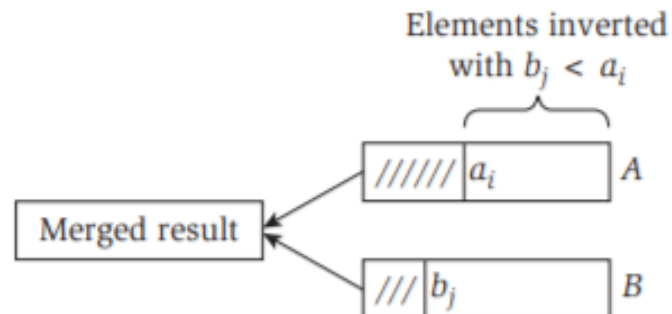 Elements inverted
with b_j < a_i
////// a_i A
Merged result
/// b_j B